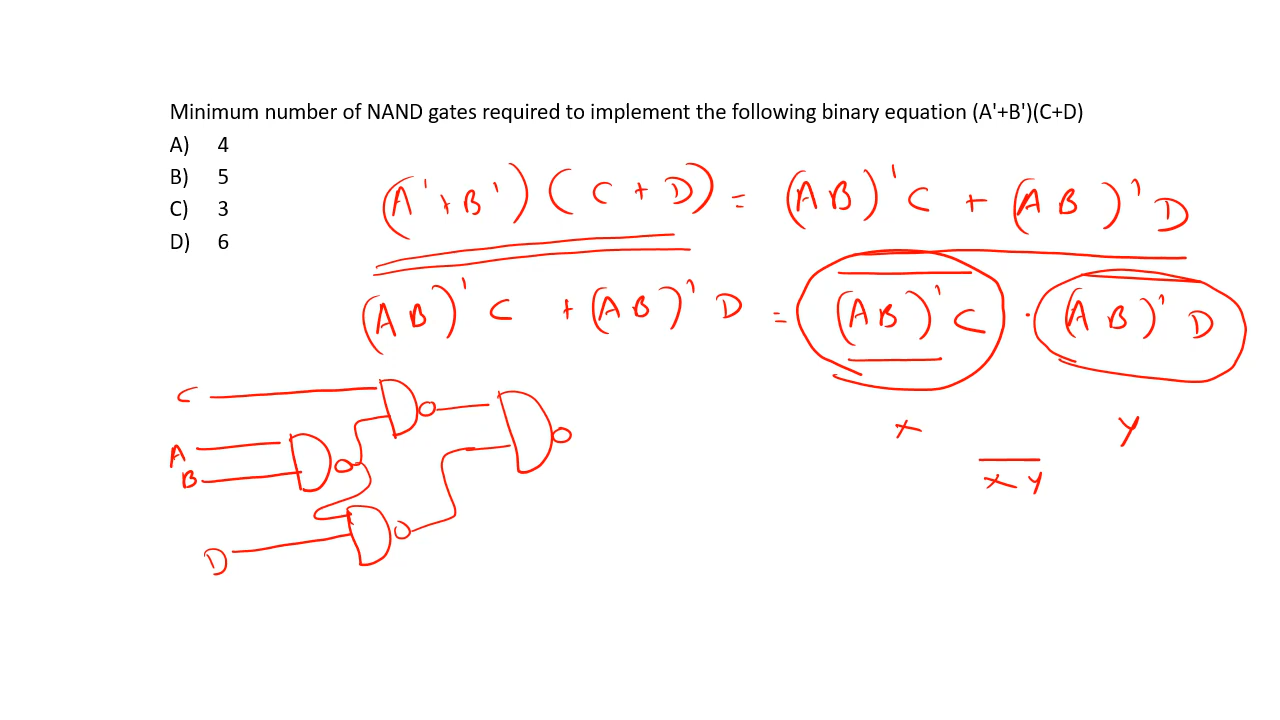 Minimum number of NAND gates required to implement the following binary equation (A'+B')(C+D)
A) 4
B) 5
C) 3
D) 6
(A'+B')(C+D) = (AB)'C + (AB)'D
(AB)'C + (AB)'D = (AB)'C · (AB)'D
C
A
B
D
x y
xy